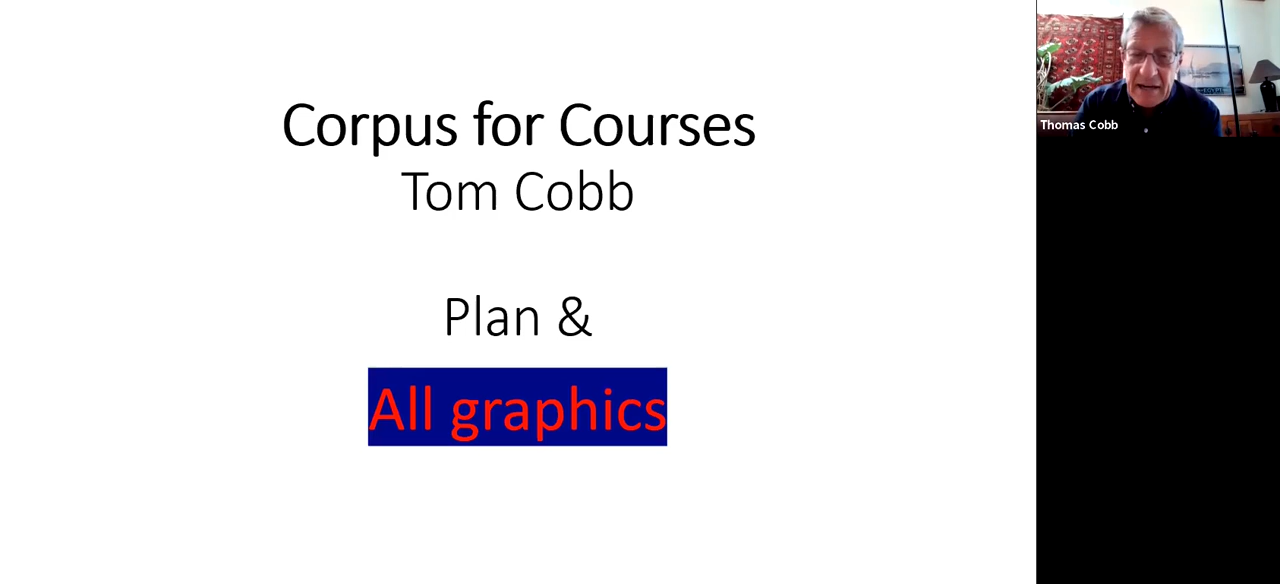 Corpus for Courses
Tom Cobb
Plan &
All graphics
Thomas Cobb